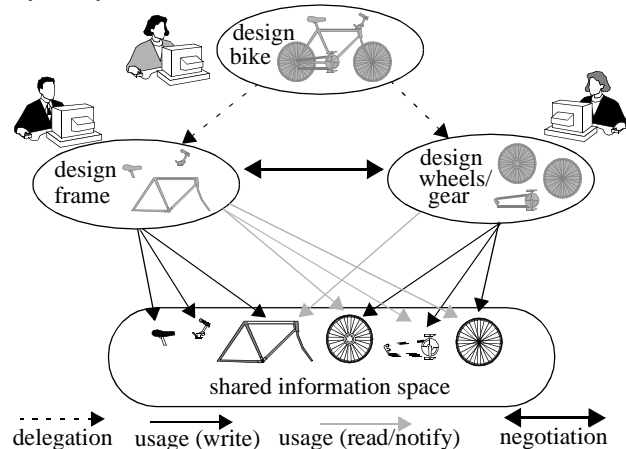 design
bike
design
frame
design
wheels/
gear
shared information space
delegation
usage (write)
usage (read/notify)
negotiation